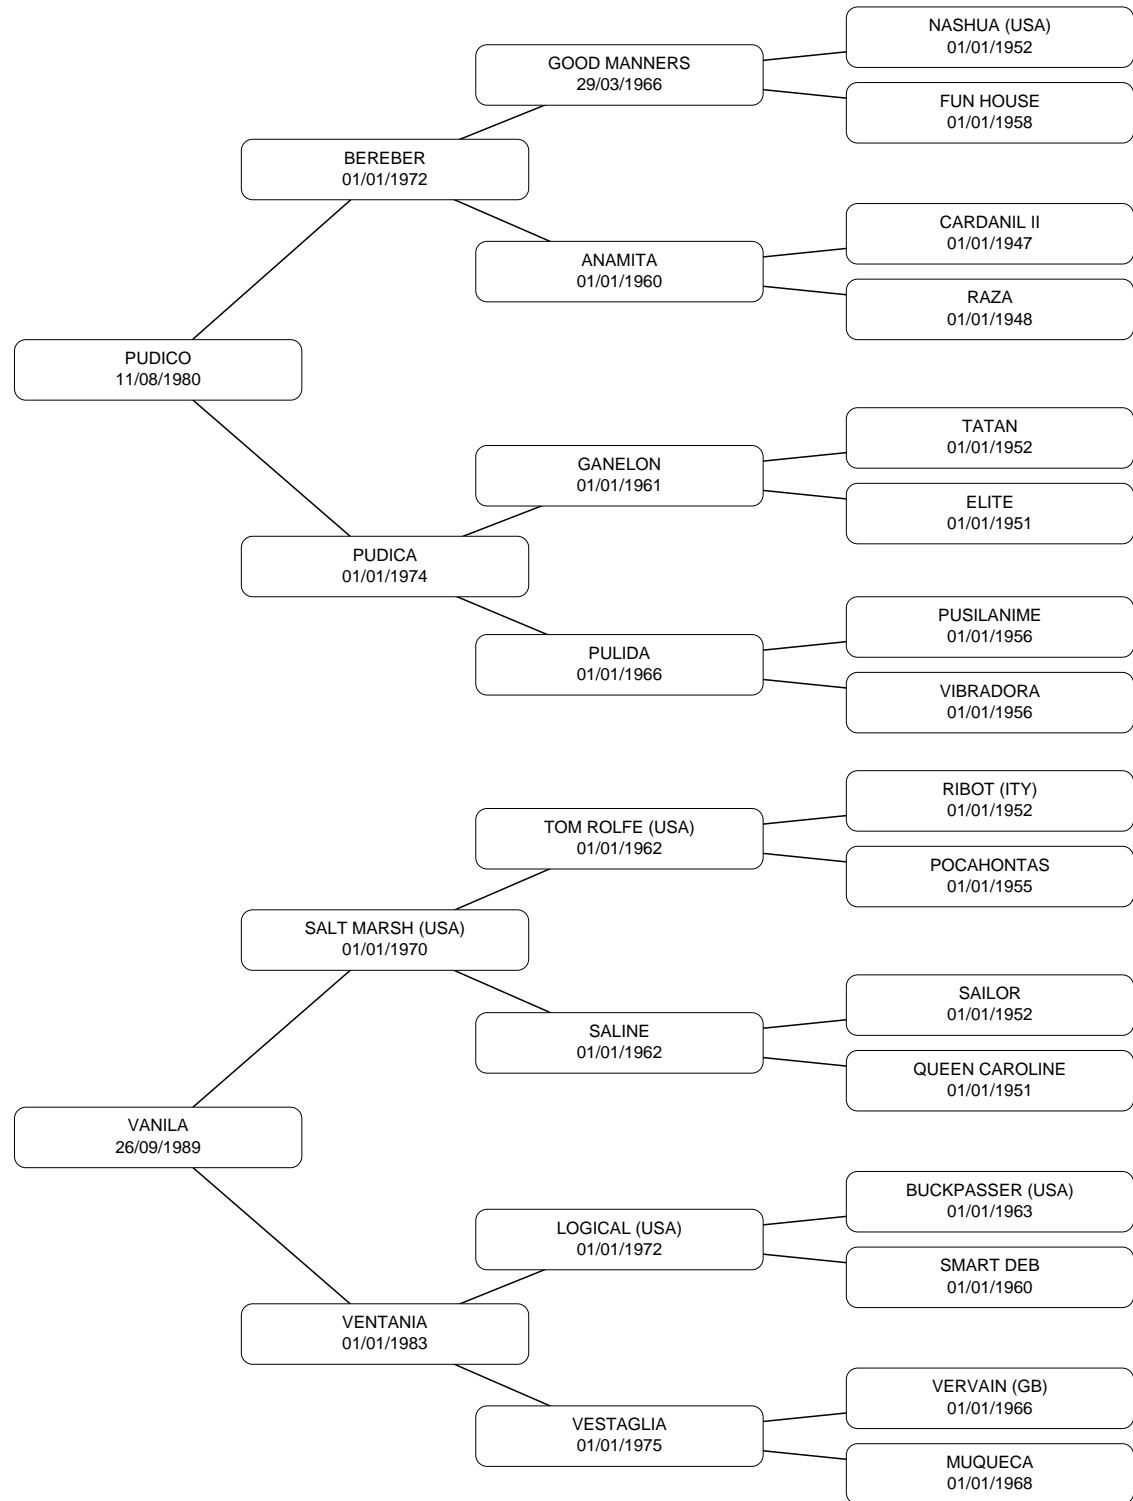 NASHUA (USA)
01/01/1952
GOOD MANNERS
29/03/1966
FUN HOUSE
01/01/1958
BEREBER
01/01/1972
CARDANIL II
01/01/1947
ANAMITA
01/01/1960
RAZA
01/01/1948
PUDICO
11/08/1980
TATAN
01/01/1952
GANELON
01/01/1961
ELITE
01/01/1951
PUDICA
01/01/1974
PUSILANIME
01/01/1956
PULIDA
01/01/1966
VIBRADORA
01/01/1956
RIBOT (ITY)
01/01/1952
TOM ROLFE (USA)
01/01/1962
POCAHONTAS
01/01/1955
SALT MARSH (USA)
01/01/1970
SAILOR
01/01/1952
SALINE
01/01/1962
QUEEN CAROLINE
01/01/1951
VANILA
26/09/1989
BUCKPASSER (USA)
01/01/1963
LOGICAL (USA)
01/01/1972
SMART DEB
01/01/1960
VENTANIA
01/01/1983
VERVAIN (GB)
01/01/1966
VESTAGLIA
01/01/1975
MUQUECA
01/01/1968